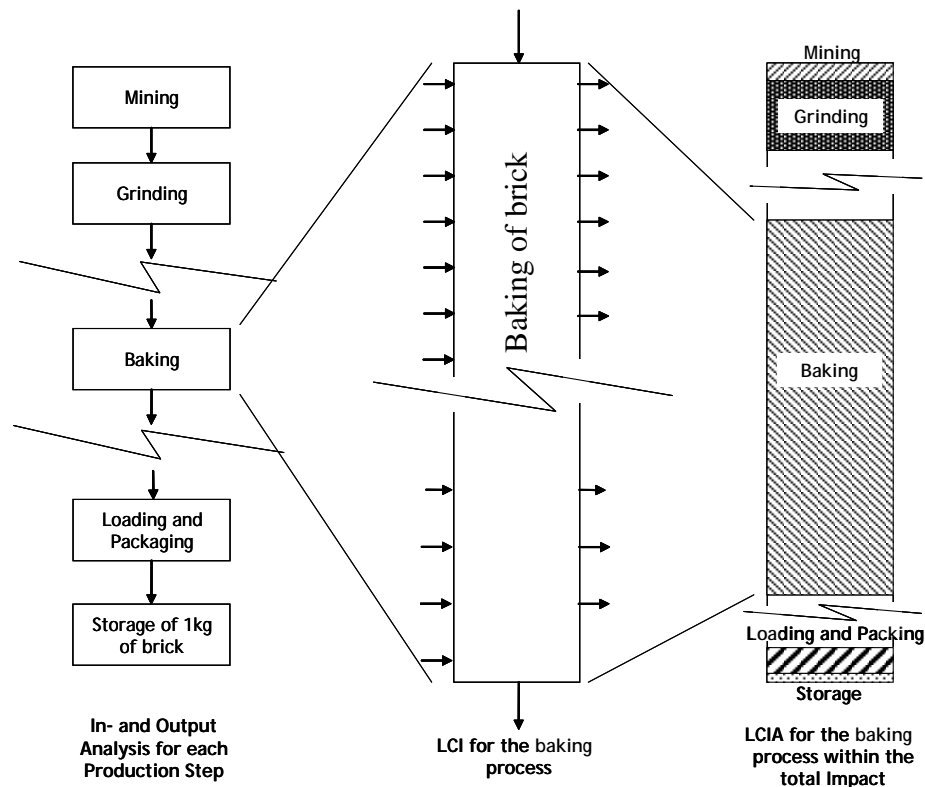 Mining
Grinding
Baking
Loading and
Packaging
Storage of 1kg
of brick
In- and Output
Analysis for each
Production Step
Baking of brick
LCI for the baking
process
Mining
Grinding
Baking
Loading and Packing
Storage
LCIA for the baking
process within the
total Impact